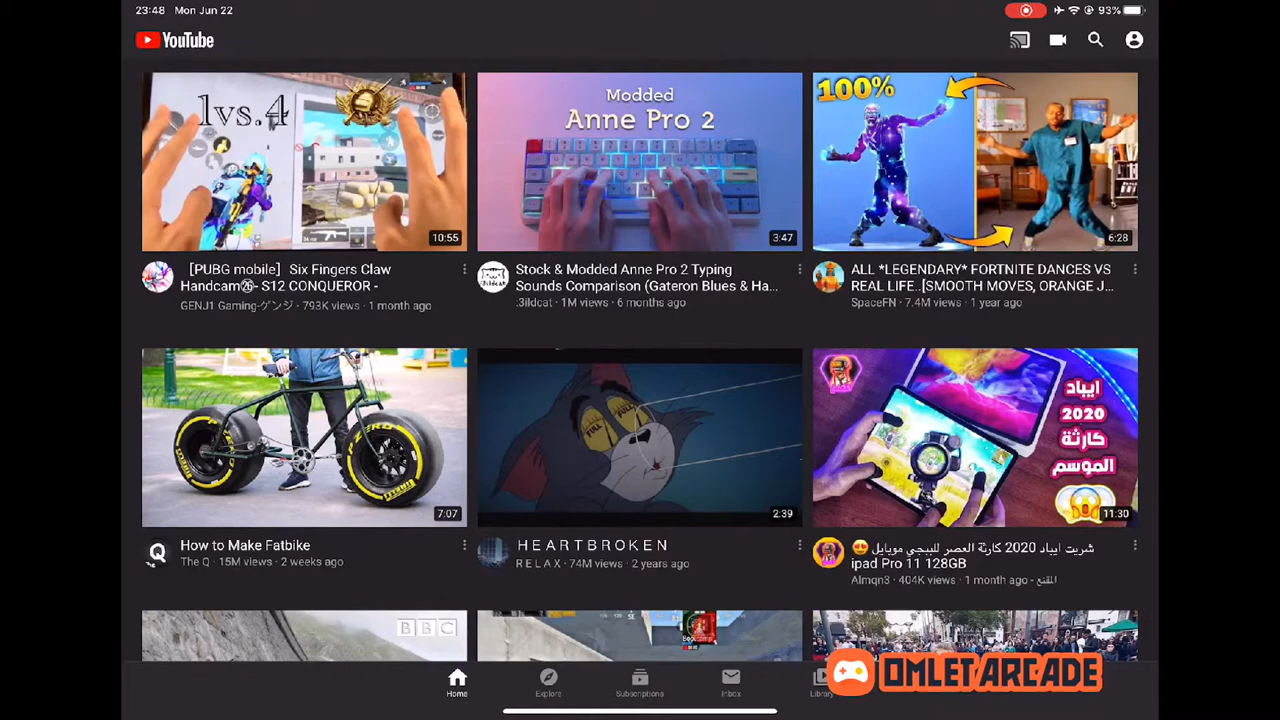 23:48 Mon Jun 22
93%
YouTube
1vs.4
10:55
Modded
Anne Pro 2
3:47
100%
6:28
[PUBG mobile] Six Fingers Claw
Handcam㉖- S12 CONQUEROR -
GENJ1 Gaming-ゲンジ · 793K views · 1 month ago
Stock & Modded Anne Pro 2 Typing
Sounds Comparison (Gateron Blues & Ha...
:3ildcat · 1M views · 6 months ago
ALL *LEGENDARY* FORTNITE DANCES VS
REAL LIFE..[SMOOTH MOVES, ORANGE J...
SpaceFN · 7.4M views · 1 year ago
P ZERO
PIRELLI
7:07
FULL
FULL
2:39
ايباد
2020
كارثة
الموسم
11:30
Q
How to Make Fatbike
The Q · 15M views · 2 weeks ago
H E A R T B R O K E N
R E L A X · 74M views · 2 years ago
شريت ايباد 2020 كارثة العصر للببجي موبايل 😍
ipad Pro 11 128GB
Almqn3 - المقنع · 404K views · 1 month ago
BBC
Home
Explore
Subscriptions
Inbox
Library
OMLET ARCADE